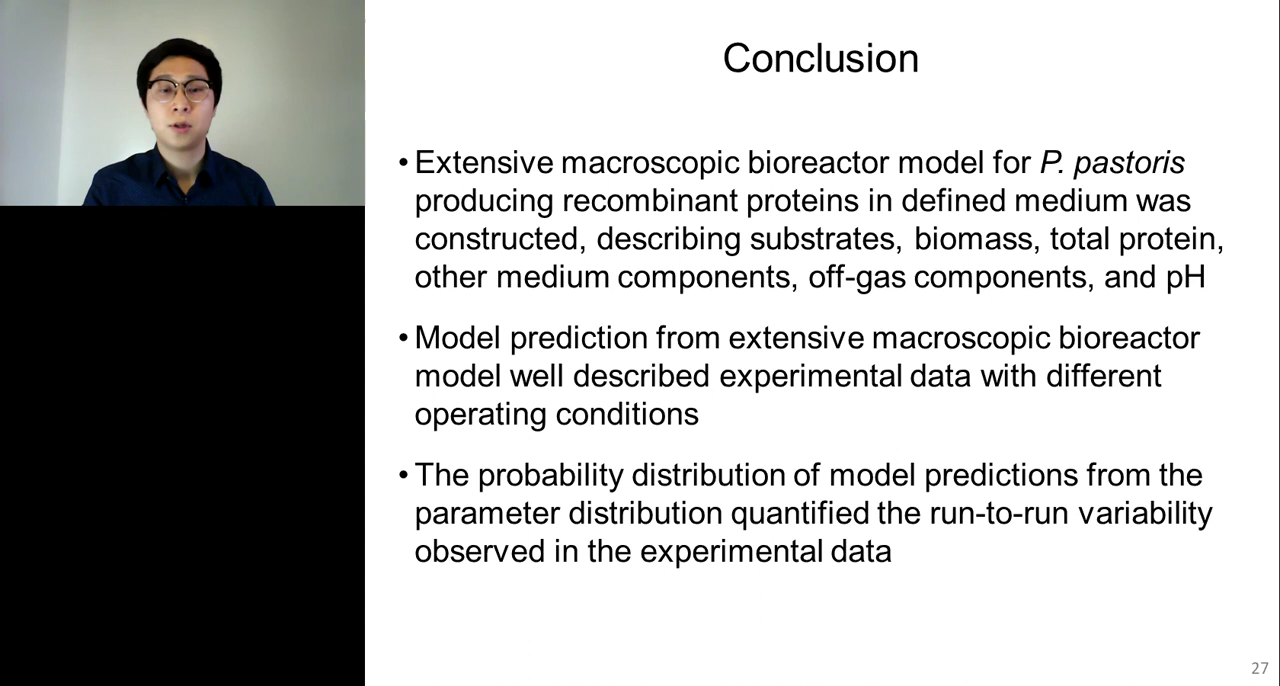 Conclusion
• Extensive macroscopic bioreactor model for P. pastoris
producing recombinant proteins in defined medium was
constructed, describing substrates, biomass, total protein,
other medium components, off-gas components, and pH
• Model prediction from extensive macroscopic bioreactor
model well described experimental data with different
operating conditions
• The probability distribution of model predictions from the
parameter distribution quantified the run-to-run variability
observed in the experimental data
27